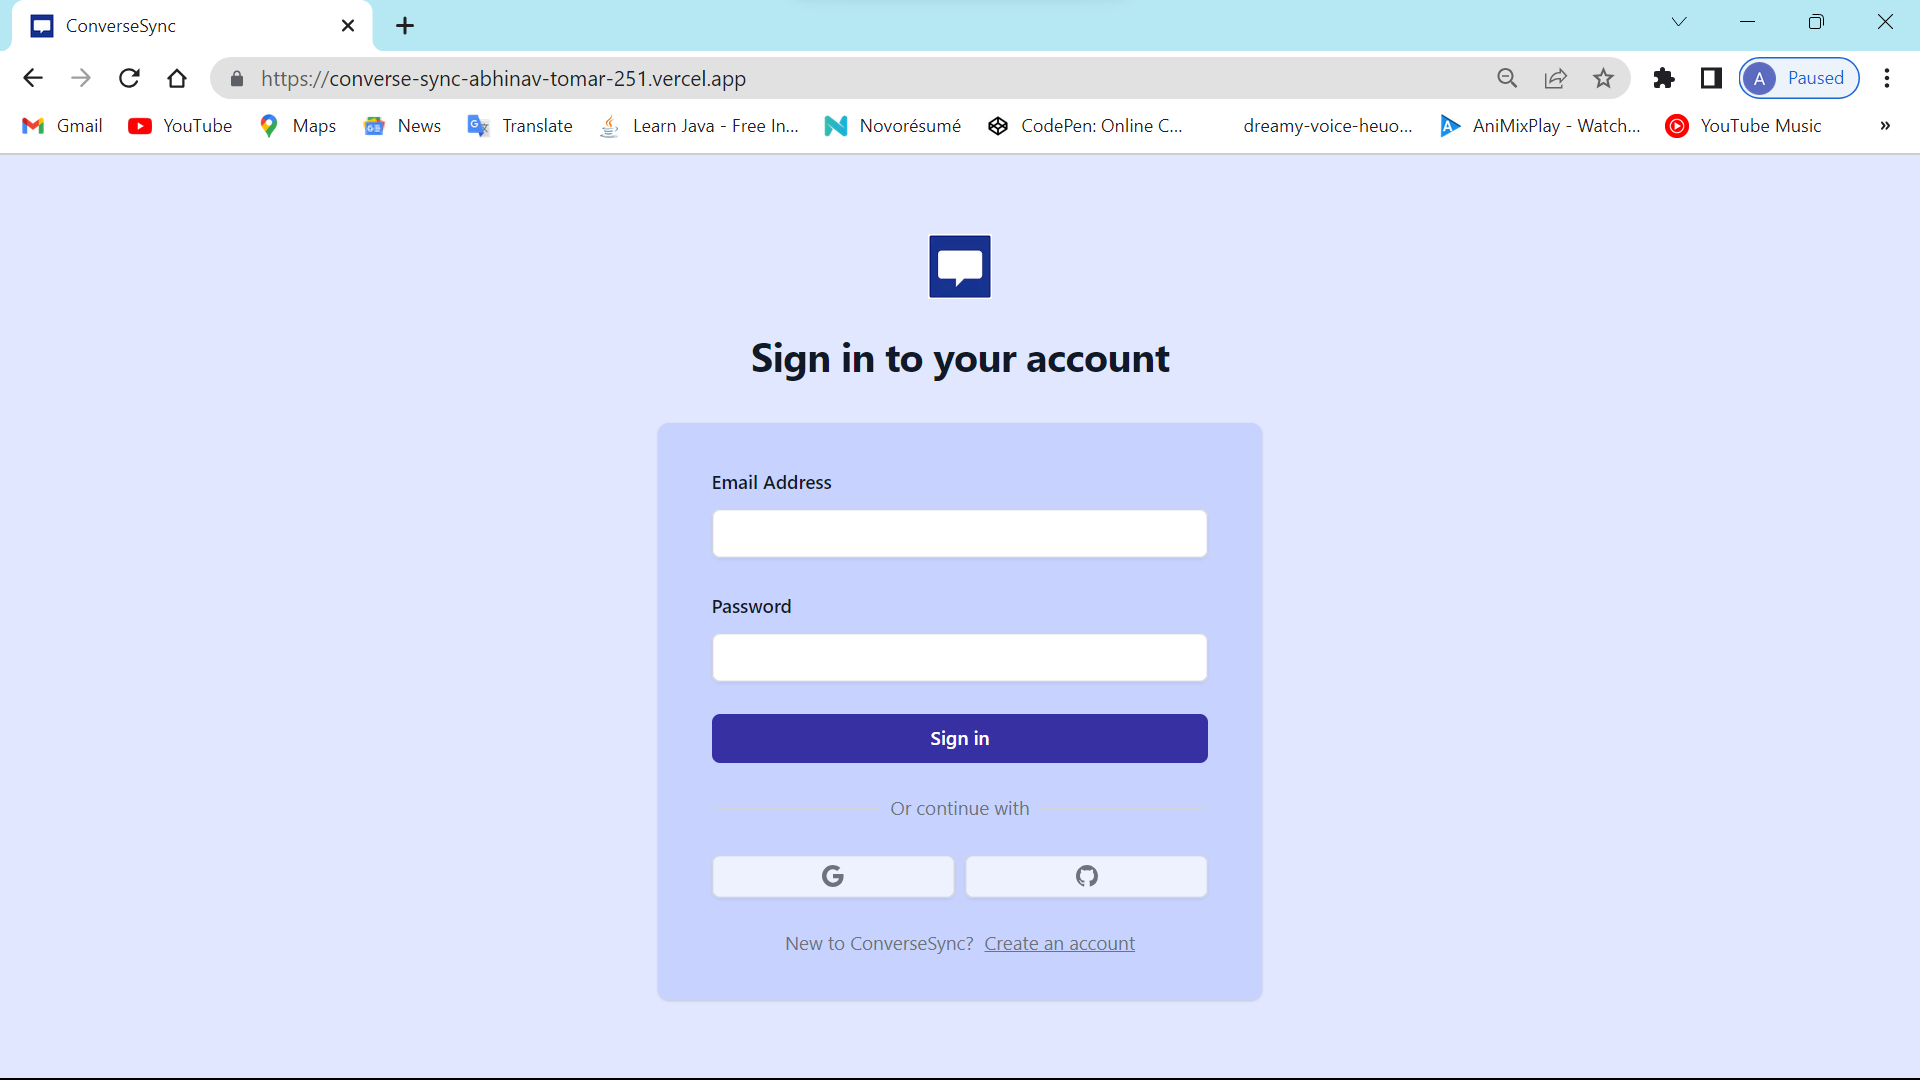 ConverseSync
https://converse-sync-abhinav-tomar-251.vercel.app
A Paused
Gmail YouTube Maps News Translate Learn Java - Free In... Novorésumé CodePen: Online C... dreamy-voice-heuo... AniMixPlay - Watch... YouTube Music »
Sign in to your account
Email Address
Password
Sign in
Or continue with
New to ConverseSync? Create an account